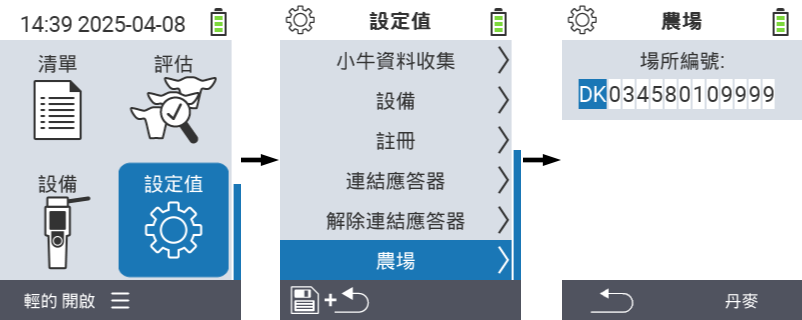 14:39 2025-04-08
清單
評估
設備
設定值
輕的 開啟
設定值
小牛資料收集
設備
註冊
連結應答器
解除連結應答器
農場
農場
場所編號:
DK034580109999
丹麥